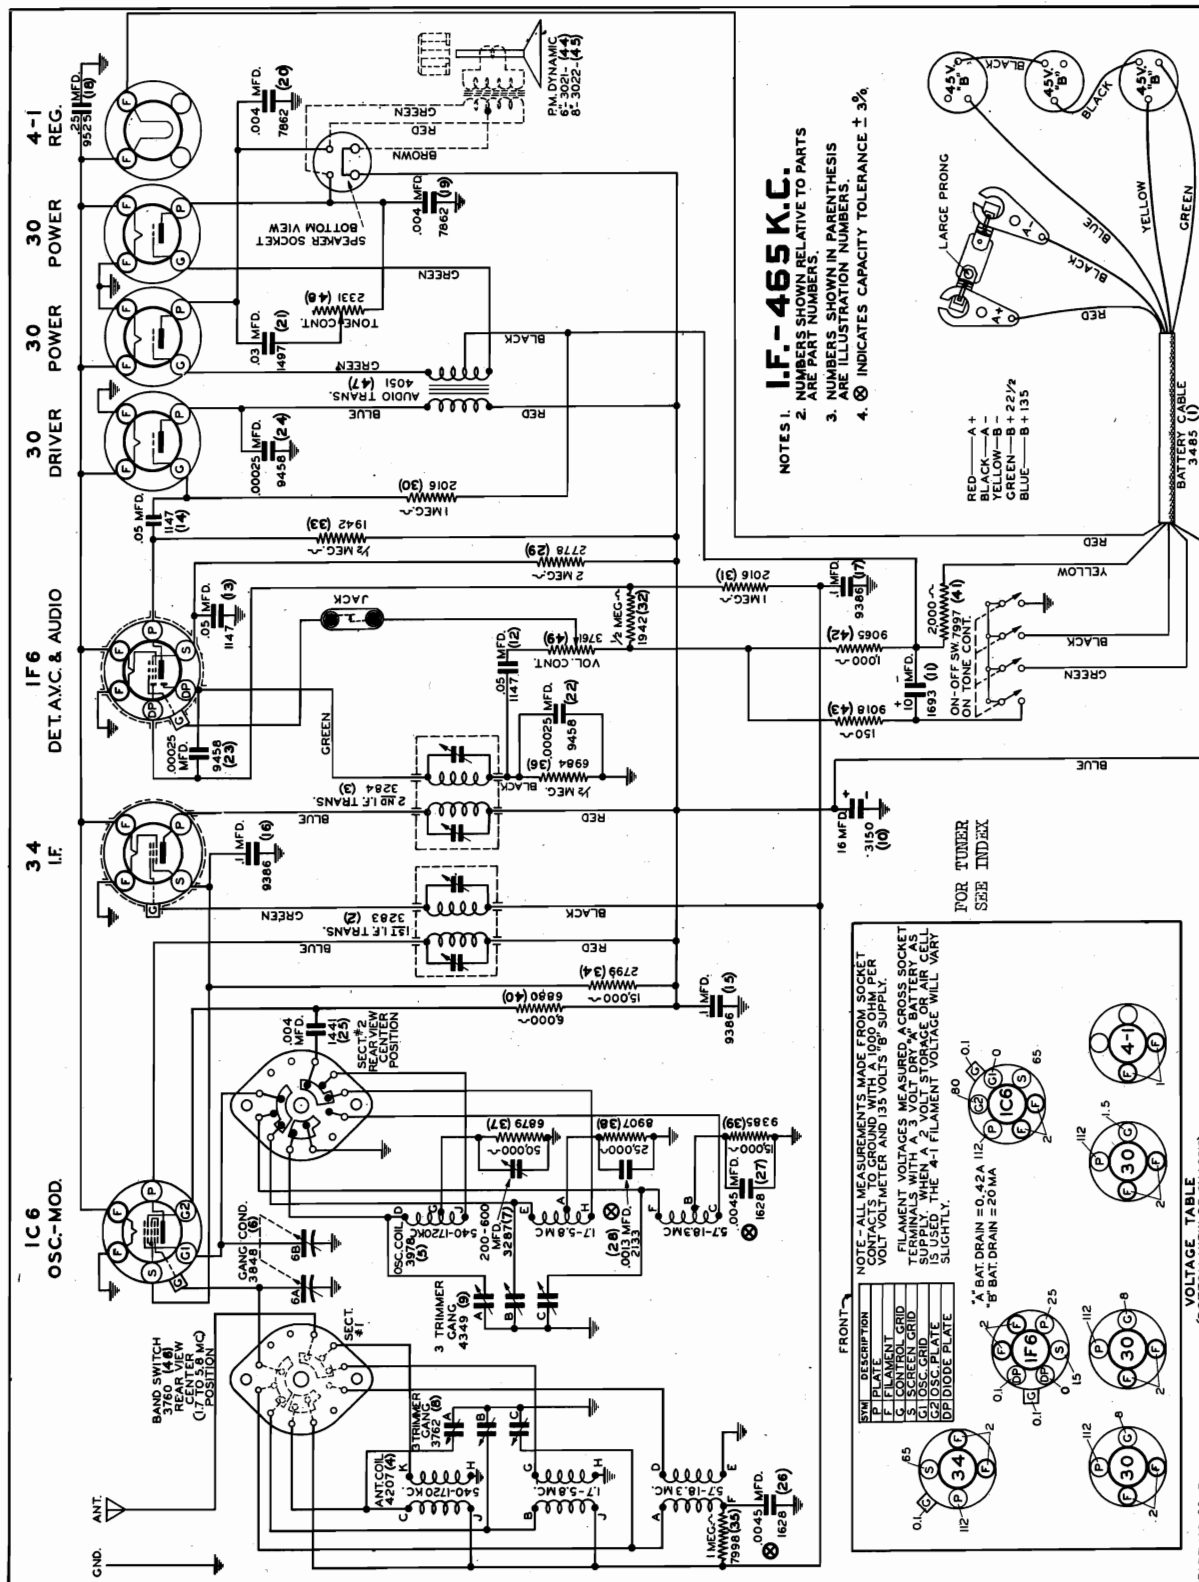 4-1
REG.
30
POWER
30
POWER
30
DRIVER
1F6
DET. A.V.C. & AUDIO
34
I.F.
1C6
OSC.-MOD.
.25 MFD.
9525 (18)
.004 MFD.
7862 (20)
P.M. DYNAMIC
6"-3021-(44)
8"-3022-(45)
GREEN
RED
BROWN
SPEAKER SOCKET
BOTTOM VIEW
.004 MFD.
7862 (19)
GREEN
2331 (48)
TONE CONT.
.03 MFD.
1497 (21)
GREEN
BLACK
4051 (47)
AUDIO TRANS.
BLUE
RED
.00025 MFD.
9458 (24)
2016 (30)
1 MEG.
.05 MFD.
1147
(14)
1942 (33)
1/2 MEG.
2778 (29)
2 MEG.
.05 MFD.
1147 (13)
JACK
2016 (31)
1 MEG.
.1 MFD.
9386 (17)
1/2 MEG.
1942 (32)
3761
(49)
VOL. CONT.
.05 MFD.
1147 (12)
.00025 MFD.
9458 (22)
6984 (36)
1/2 MEG.
BLACK
GREEN
.00025
MFD.
9458
(23)
3284 (3)
2ND I.F. TRANS.
BLUE
RED
.1 MFD.
9386 (16)
GREEN
BLACK
3283 (2)
1ST I.F. TRANS.
BLUE
RED
2799 (34)
15,000
6880 (40)
6,000
.1 MFD.
9386 (15)
.004
MFD.
1441
(25)
SECT. #2
REAR VIEW
CENTER
POSITION
GANG COND.
3848 (6)
6A
6B
BAND SWITCH
3760 (46)
REAR VIEW
CENTER
(1.7 TO 5.8 MC.)
POSITION
SECT.
#1
ANT.
GND.
3 TRIMMER
GANG
3762 (8)
A
B
C
ANT. COIL
4207 (4)
540-1720 KC.
1.7-5.8 MC.
5.7-18.3 MC.
1 MEG.
7998 (35)
.0045 MFD.
1628 (26)
3 TRIMMER
GANG
4349 (9)
A
B
C
OSC. COIL
3978
(5)
540-1720 KC
1.7-5.8 MC
5.7-18.3 MC.
200-600
MFD.
3287 (7)
6879 (37)
50,000
8907 (38)
25,000
(28)
.0013 MFD.
2133
9385 (39)
15,000
.0045 MFD.
1628 (27)
16 MFD.
3150
(10)
BLUE
9018 (43)
150
9065 (42)
1,000
10 MFD.
1693 (11)
2,000
7997 (41)
ON-OFF SW.
ON TONE CONT.
GREEN
BLACK
YELLOW
RED
NOTES 1. I.F.-465 K.C.
2. NUMBERS SHOWN RELATIVE TO PARTS
ARE PART NUMBERS.
3. NUMBERS SHOWN IN PARENTHESIS
ARE ILLUSTRATION NUMBERS.
4. ⊗ INDICATES CAPACITY TOLERANCE ± 3%
RED——A +
BLACK——A -
YELLOW——B -
GREEN——B + 22 1/2
BLUE——B + 135
BATTERY CABLE
3485 (1)
LARGE PRONG
A+
A-
RED
BLACK
BLUE
YELLOW
GREEN
45V. "B"
BLACK
45V. "B"
BLACK
45V. "B"
FOR TUNER
SEE INDEX
FRONT
SYM DESCRIPTION
P PLATE
F FILAMENT
G CONTROL GRID
S SCREEN GRID
G1 OSC. GRID
G2 OSC. PLATE
DP DIODE PLATE
NOTE-ALL MEASUREMENTS MADE FROM SOCKET
CONTACTS TO GROUND WITH A 1000 OHM PER
VOLT VOLTMETER AND 135 VOLTS "B" SUPPLY.
FILAMENT VOLTAGES MEASURED ACROSS SOCKET
TERMINALS WITH A 3 VOLT DRY "A" BATTERY AS
SUPPLY. WHEN A 2 VOLT STORAGE OR AIR CELL
IS USED THE 4-1 FILAMENT VOLTAGE WILL VARY
SLIGHTLY.
"A" BAT. DRAIN = 0.42A
"B" BAT. DRAIN = 20MA
34
1F6
1C6
30
30
30
4-1
VOLTAGE TABLE